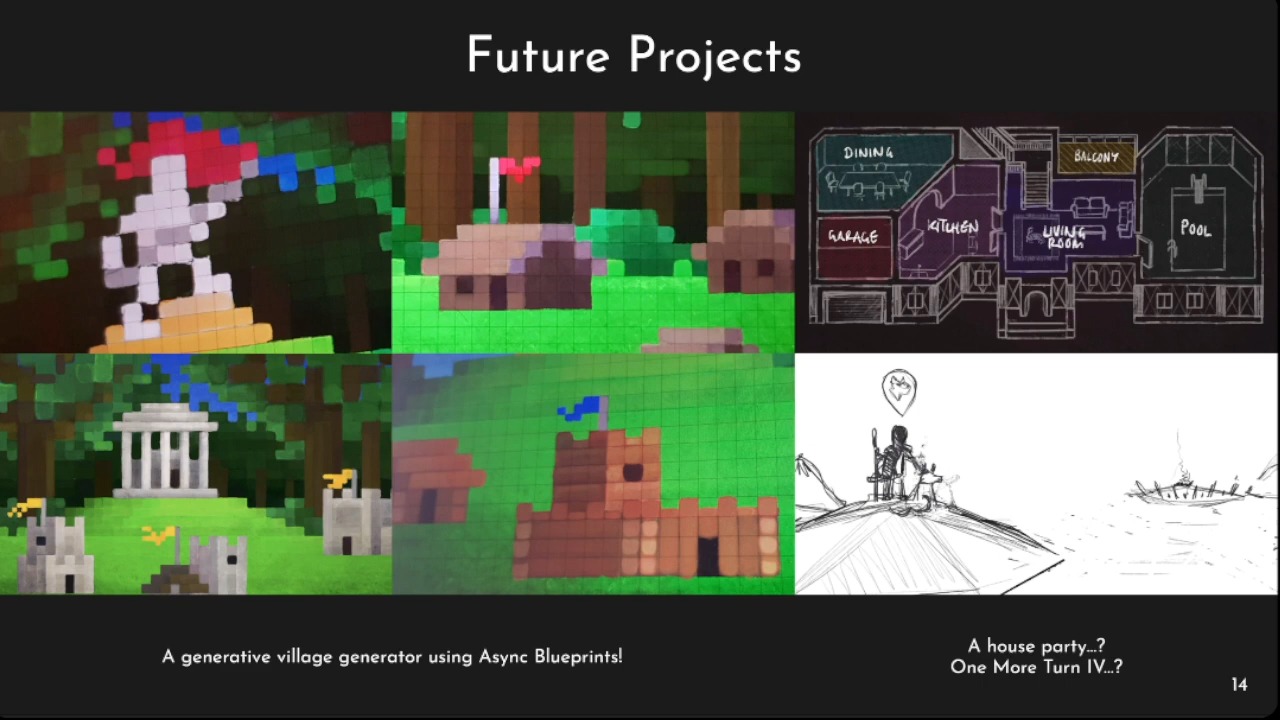 Future Projects
DINING
BALCONY
GARAGE
KITCHEN
LIVING
ROOM
POOL
A generative village generator using Async Blueprints!
A house party...?
One More Turn IV...?
14